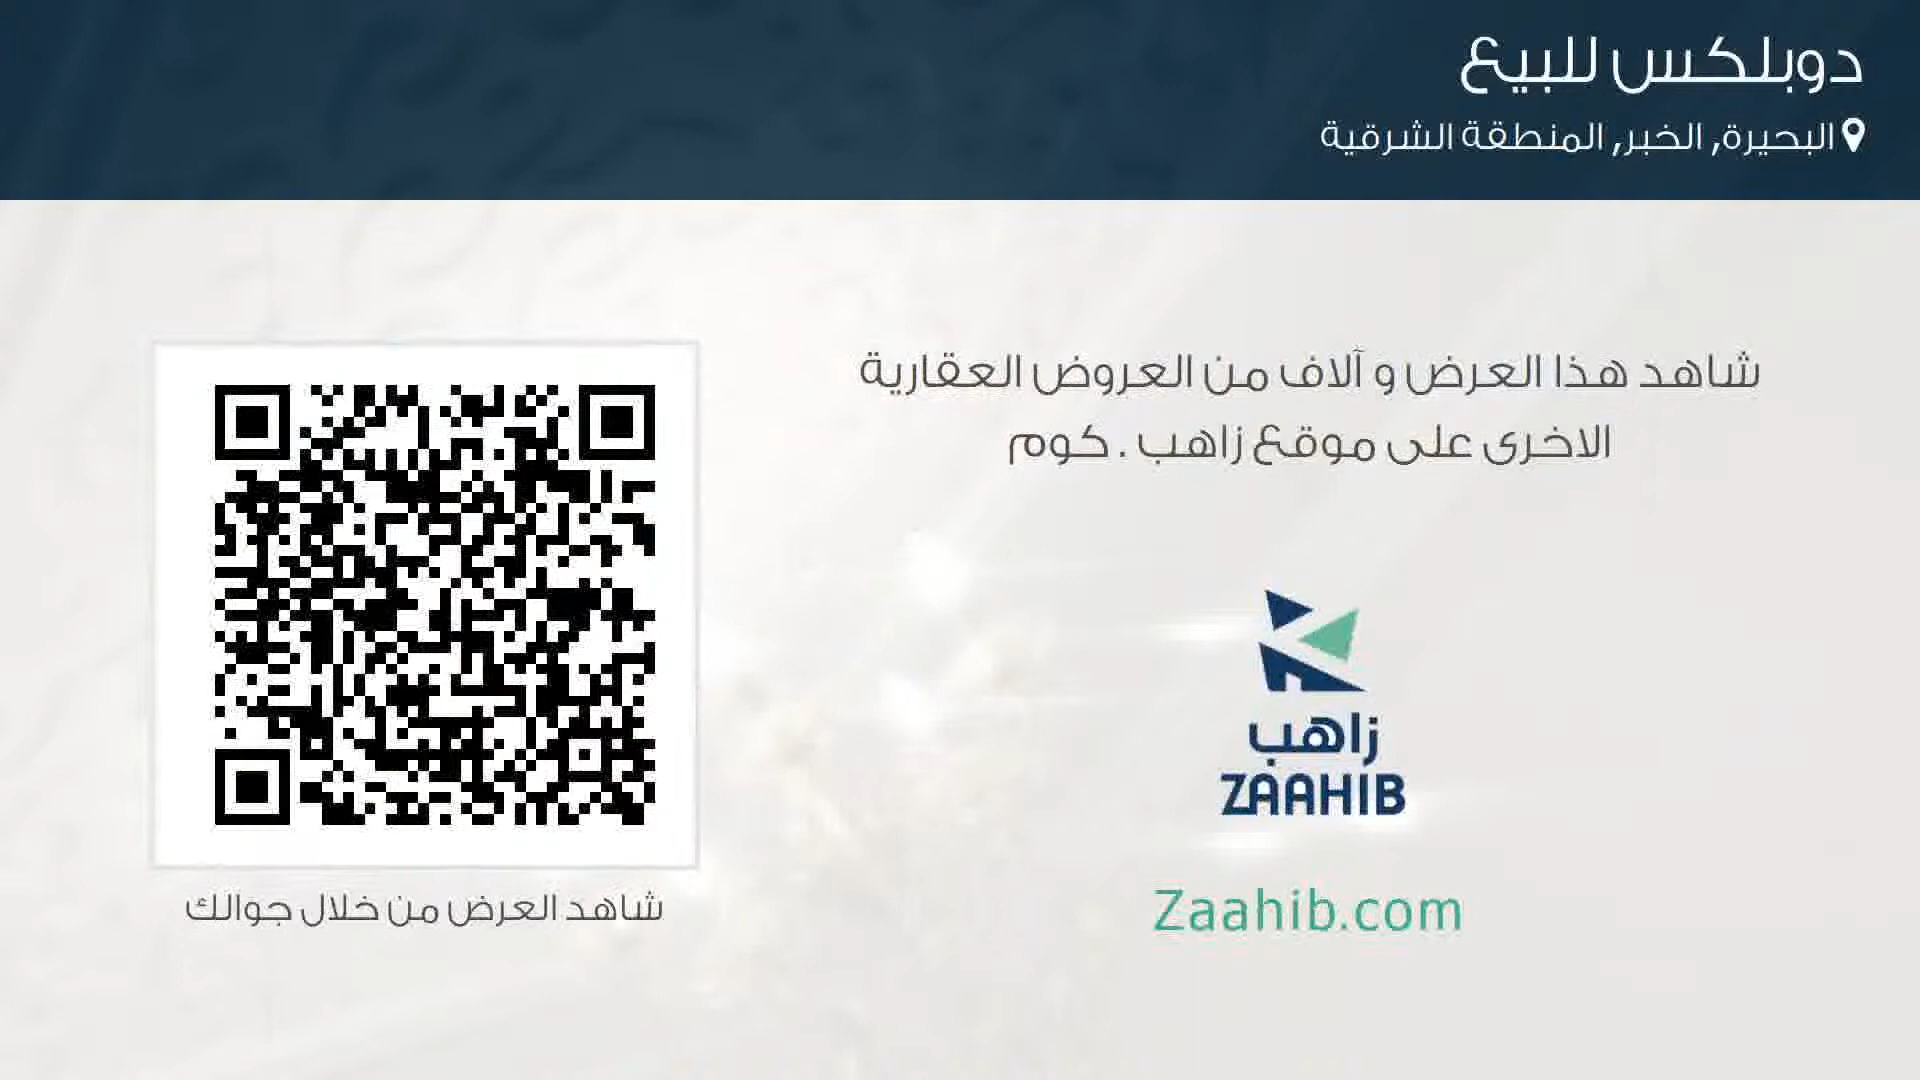 دوبلكس للبيع
البحيرة, الخبر, المنطقة الشرقية
شاهد هذا العرض و آلاف من العروض العقارية
الاخرى على موقع زاهب . كوم
زاهب
ZAAHIB
Zaahib.com
شاهد العرض من خلال جوالك